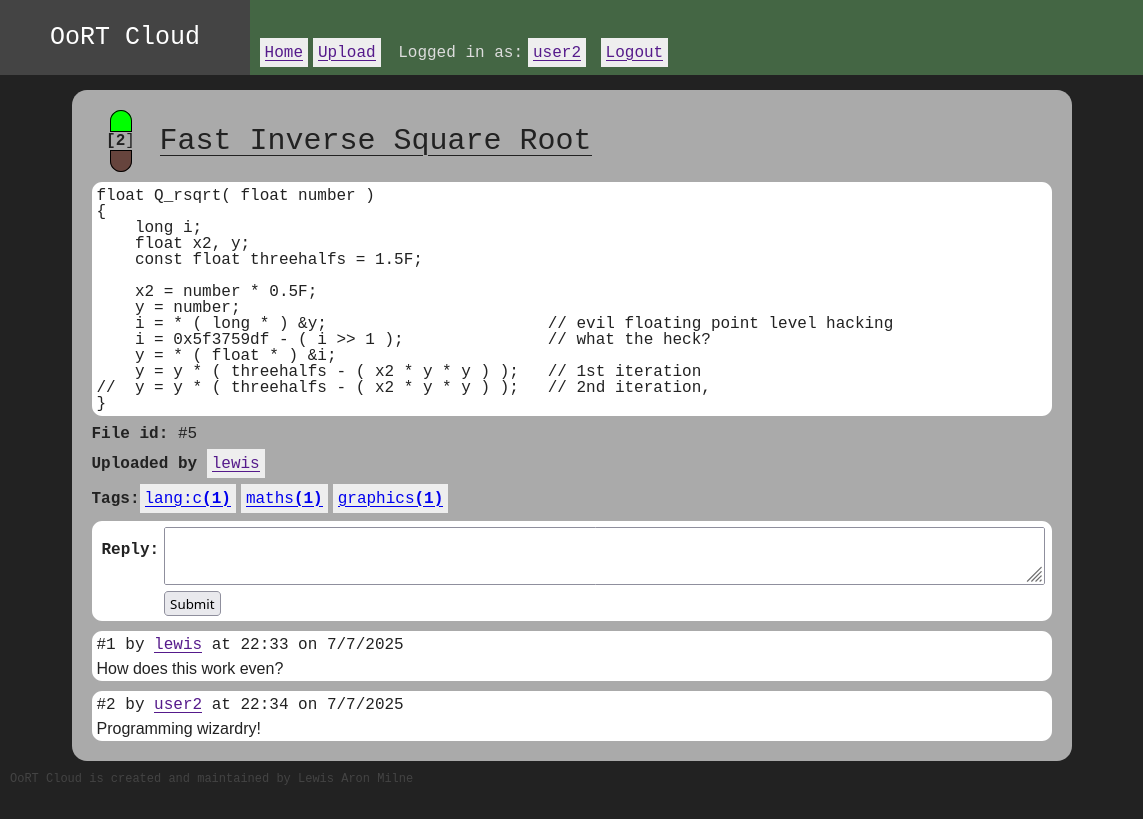 OoRT Cloud
Home Upload Logged in as: user2 Logout
[2] Fast Inverse Square Root
float Q_rsqrt( float number )
{
    long i;
    float x2, y;
    const float threehalfs = 1.5F;

    x2 = number * 0.5F;
    y = number;
    i = * ( long * ) &y;                       // evil floating point level hacking
    i = 0x5f3759df - ( i >> 1 );               // what the heck?
    y = * ( float * ) &i;
    y = y * ( threehalfs - ( x2 * y * y ) );   // 1st iteration
//  y = y * ( threehalfs - ( x2 * y * y ) );   // 2nd iteration,
}
File id: #5
Uploaded by lewis
Tags: lang:c(1) maths(1) graphics(1)
Reply:
Submit
#1 by lewis at 22:33 on 7/7/2025
How does this work even?
#2 by user2 at 22:34 on 7/7/2025
Programming wizardry!
OoRT Cloud is created and maintained by Lewis Aron Milne